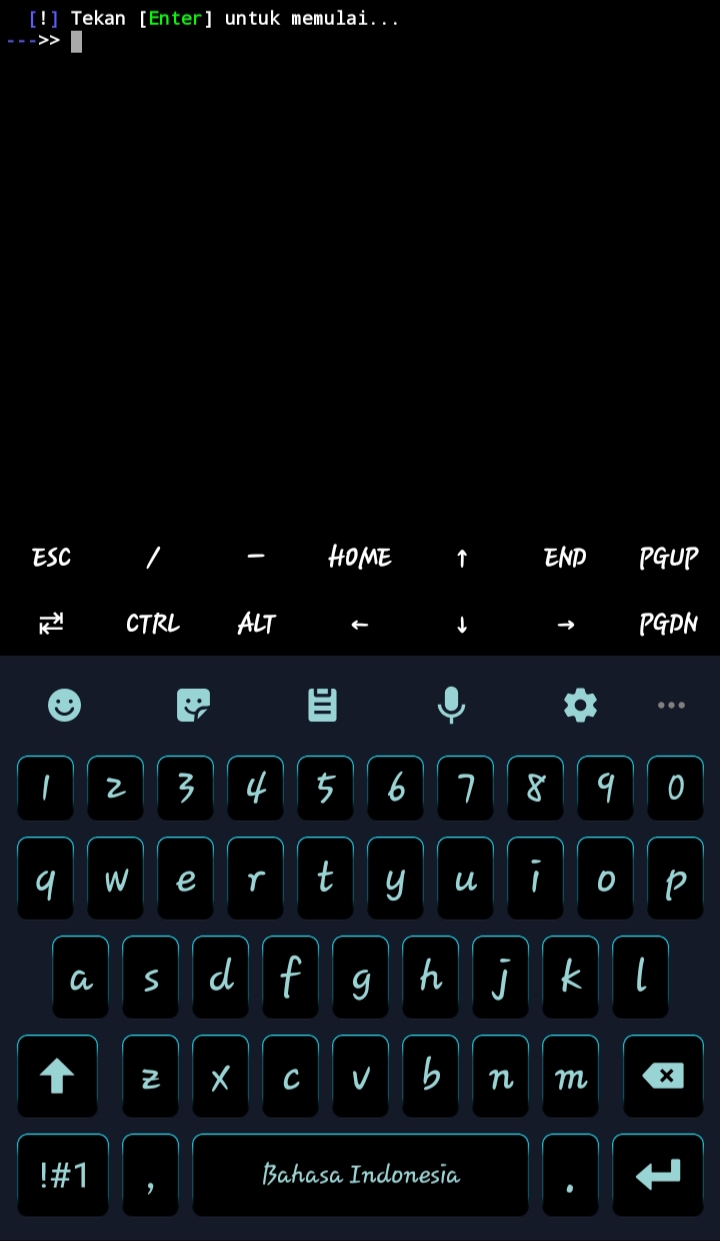 [!] Tekan [Enter] untuk memulai...
--->>
ESC / — HOME ↑ END PGUP
⇄ CTRL ALT ← ↓ → PGDN
1 2 3 4 5 6 7 8 9 0
q w e r t y u i o p
a s d f g h j k l
z x c v b n m
!#1 , Bahasa Indonesia .